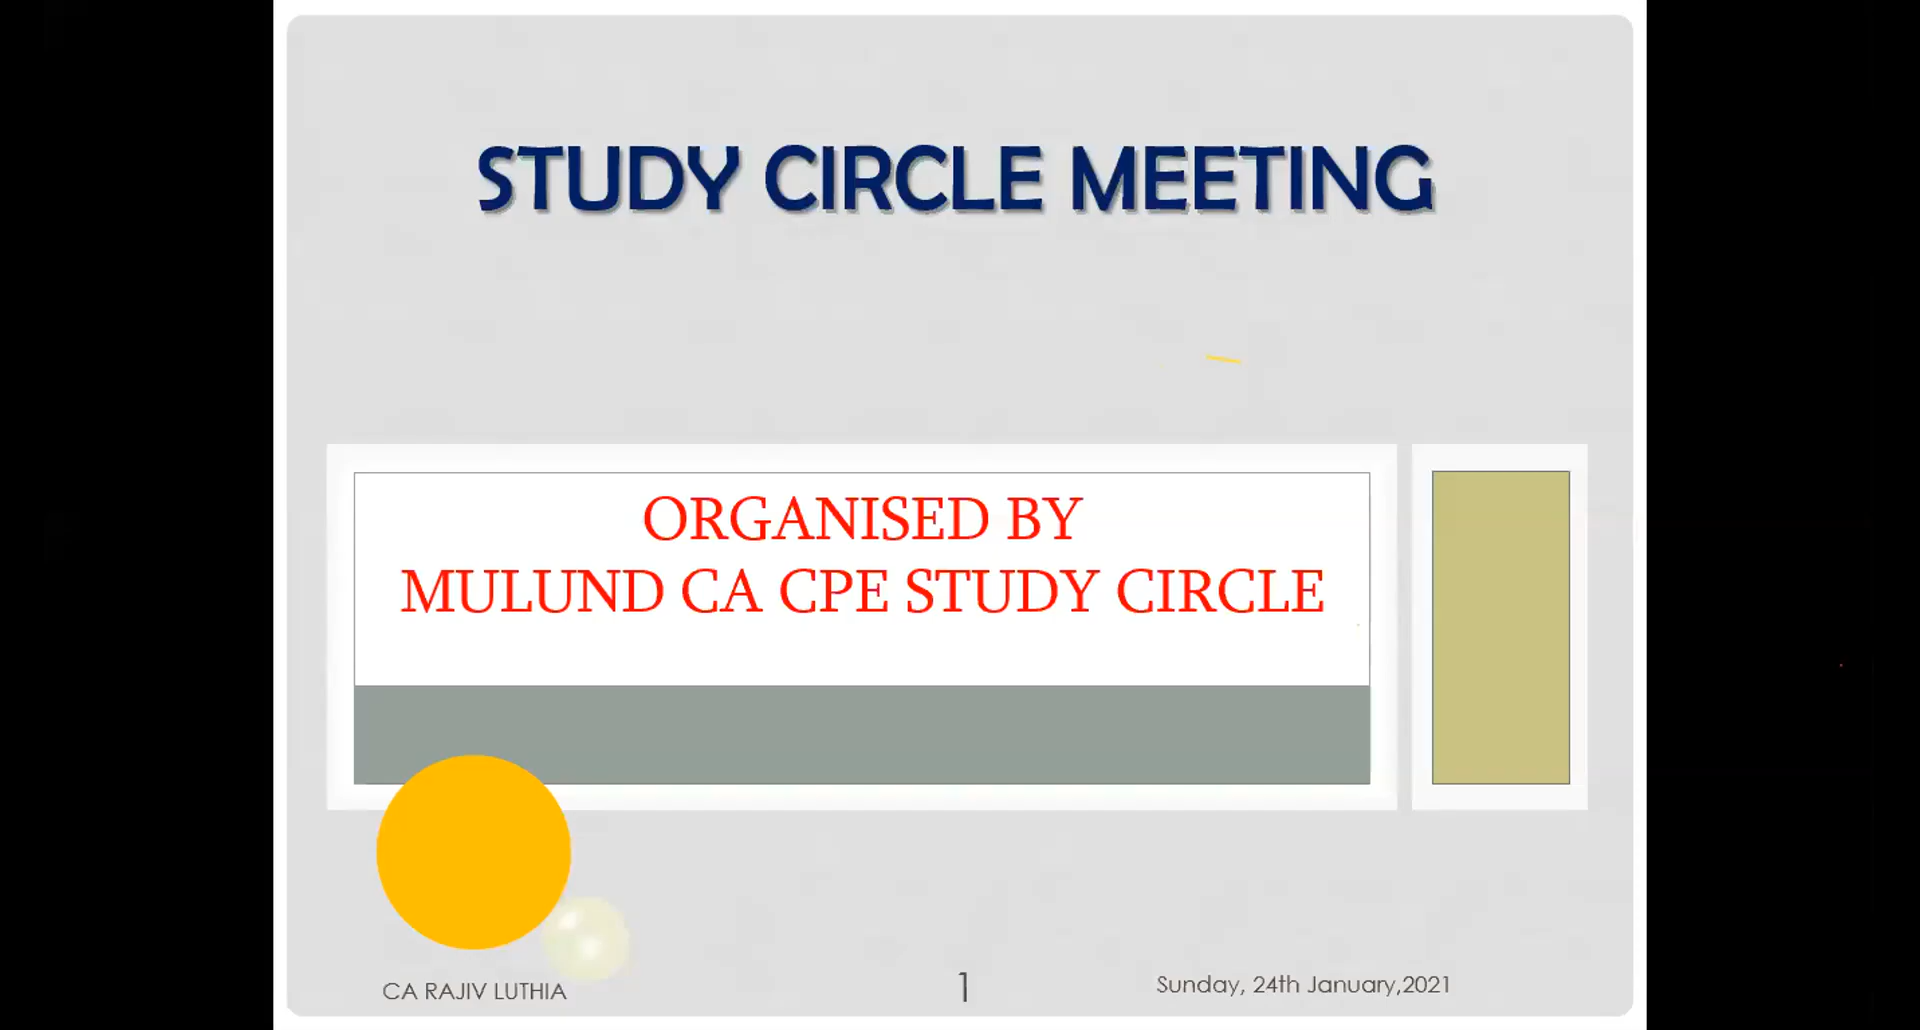 STUDY CIRCLE MEETING
ORGANISED BY
MULUND CA CPE STUDY CIRCLE
CA RAJIV LUTHIA
1
Sunday, 24th January,2021